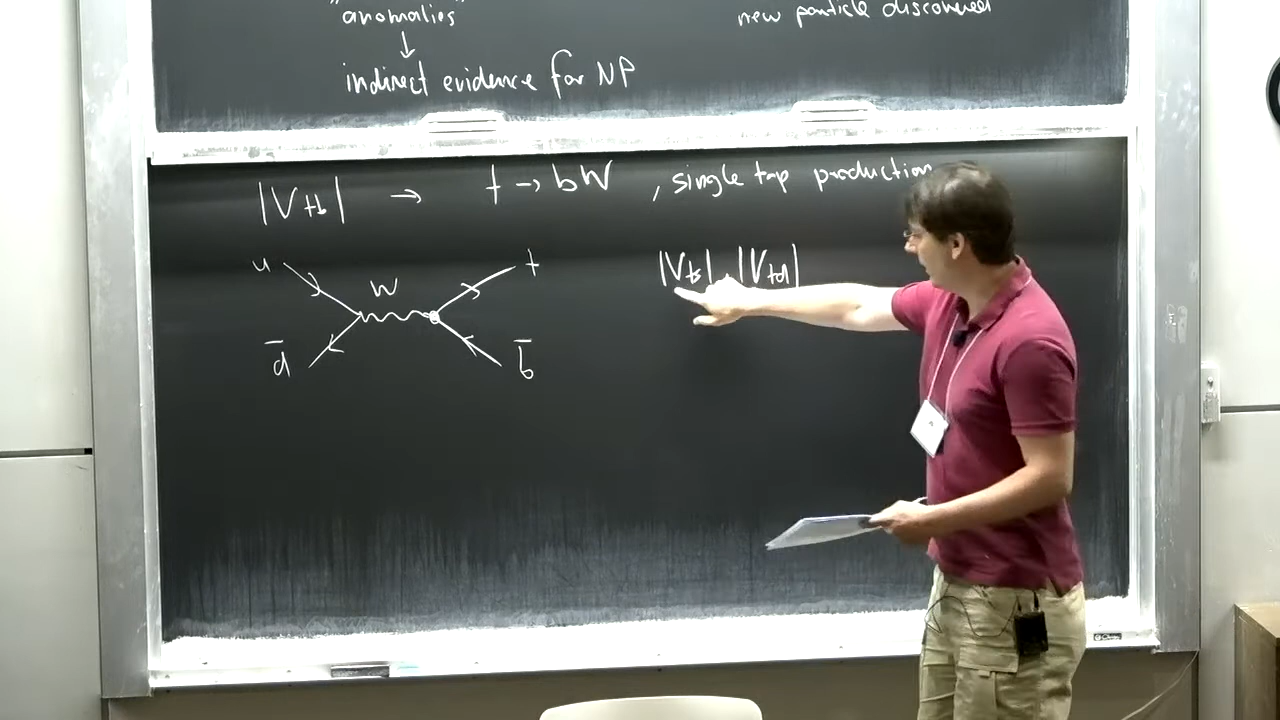 "anomalies"
new particle discovered
↓
indirect evidence for NP
|V_tb| → t → bW , single top production
u W t
d̄ b̄
|V_ts| , |V_td|